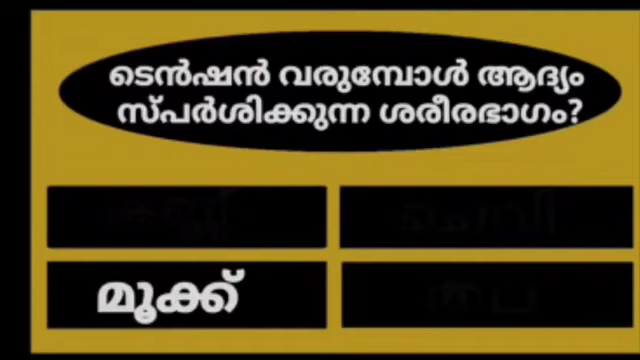 ടെൻഷൻ വരുമ്പോൾ ആദ്യം
സ്പർശിക്കുന്ന ശരീരഭാഗം?
ചെവി
മൂക്ക്